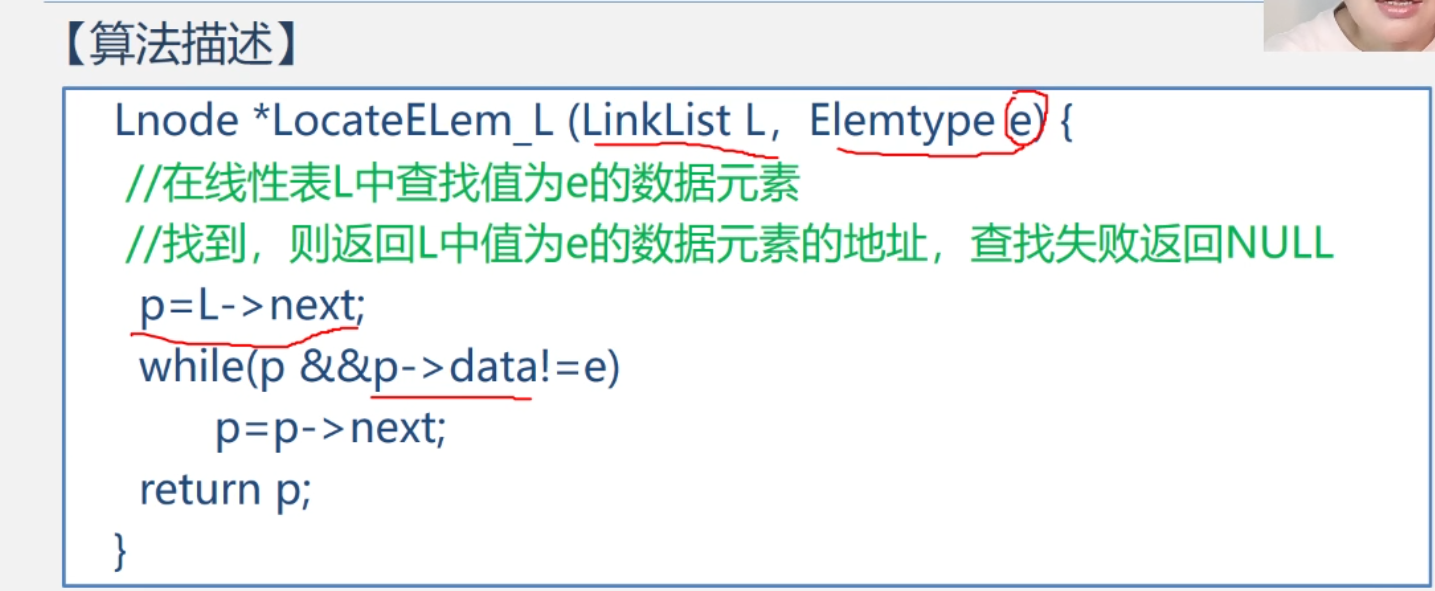 【算法描述】
Lnode *LocateELem_L (LinkList L，Elemtype e) {
//在线性表L中查找值为e的数据元素
//找到，则返回L中值为e的数据元素的地址，查找失败返回NULL
p=L->next;
while(p &&p->data!=e)
p=p->next;
return p;
}